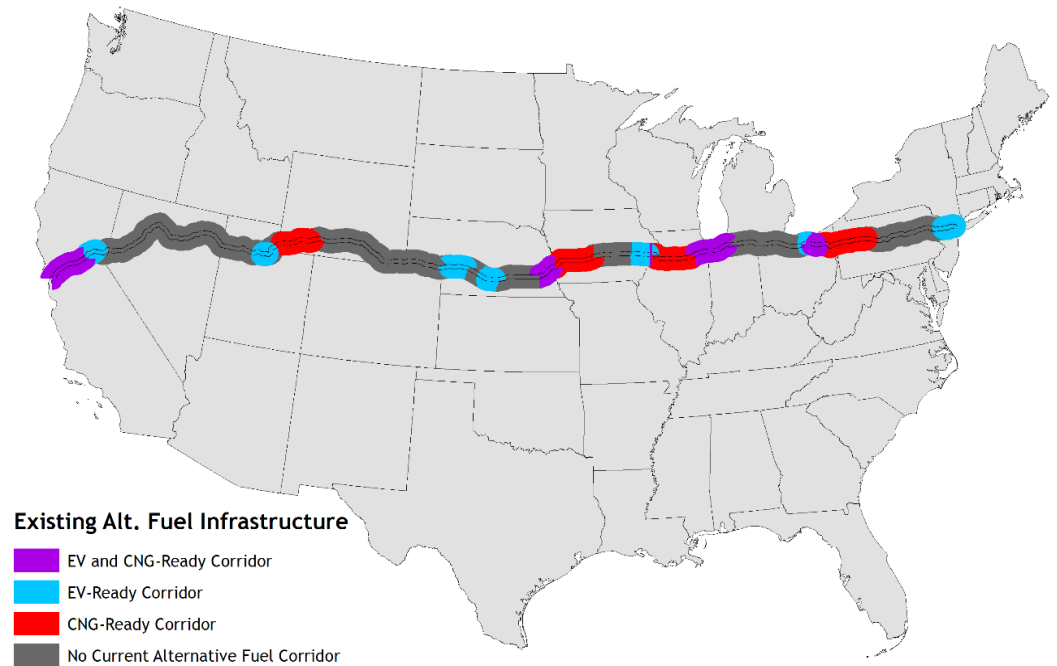 Existing Alt. Fuel Infrastructure
EV and CNG-Ready Corridor
EV-Ready Corridor
CNG-Ready Corridor
No Current Alternative Fuel Corridor